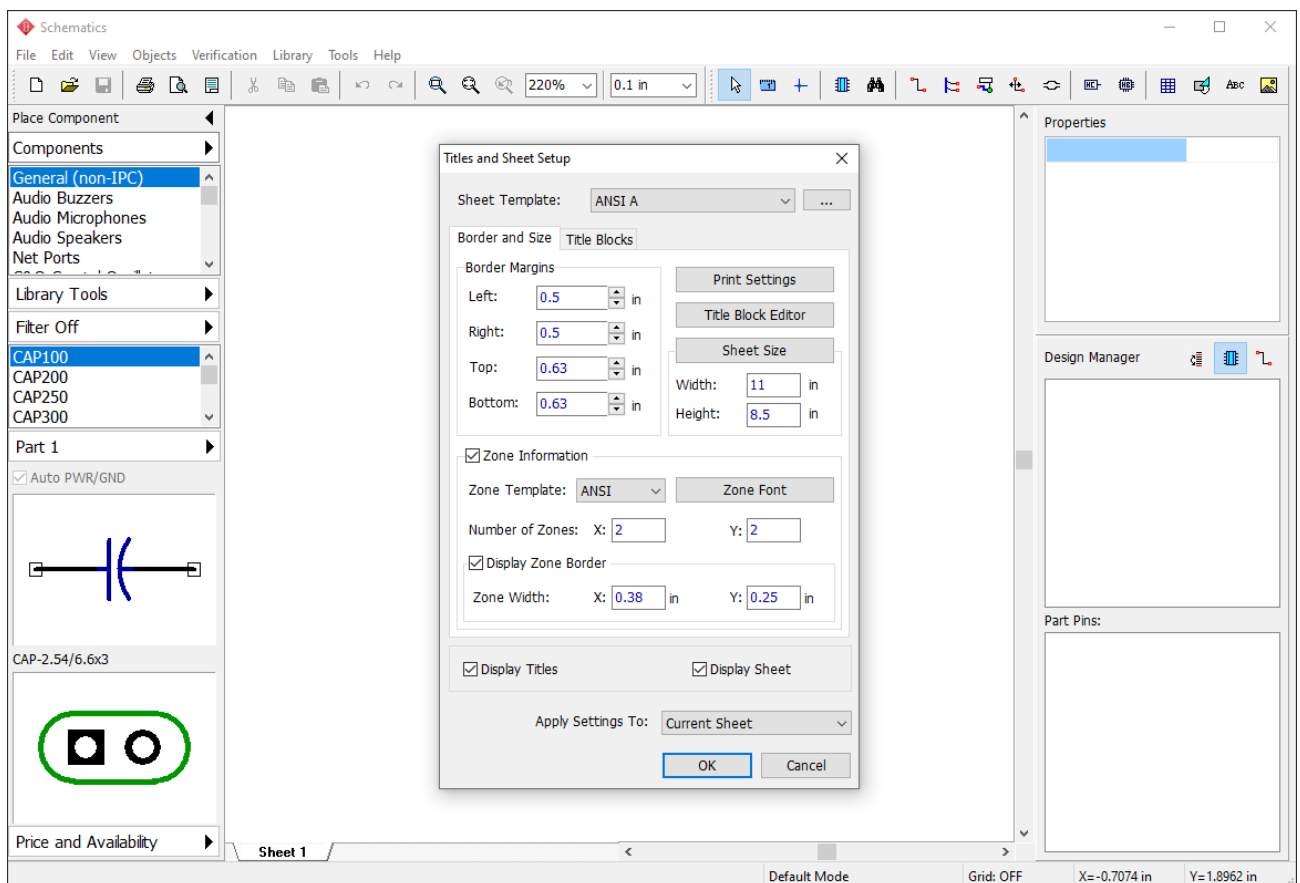 Schematics
File Edit View Objects Verification Library Tools Help
220% 0.1 in ABC
Place Component
Components
General (non-IPC)
Audio Buzzers
Audio Microphones
Audio Speakers
Net Ports
Library Tools
Filter Off
CAP100
CAP200
CAP250
CAP300
Part 1
Auto PWR/GND
CAP-2.54/6.6x3
Price and Availability
Titles and Sheet Setup
Sheet Template: ANSI A ...
Border and Size Title Blocks
Border Margins
Left: 0.5 in
Right: 0.5 in
Top: 0.63 in
Bottom: 0.63 in
Print Settings
Title Block Editor
Sheet Size
Width: 11 in
Height: 8.5 in
Zone Information
Zone Template: ANSI Zone Font
Number of Zones: X: 2 Y: 2
Display Zone Border
Zone Width: X: 0.38 in Y: 0.25 in
Display Titles Display Sheet
Apply Settings To: Current Sheet
OK Cancel
Properties
Design Manager
Part Pins:
Sheet 1
Default Mode Grid: OFF X=-0.7074 in Y=1.8962 in